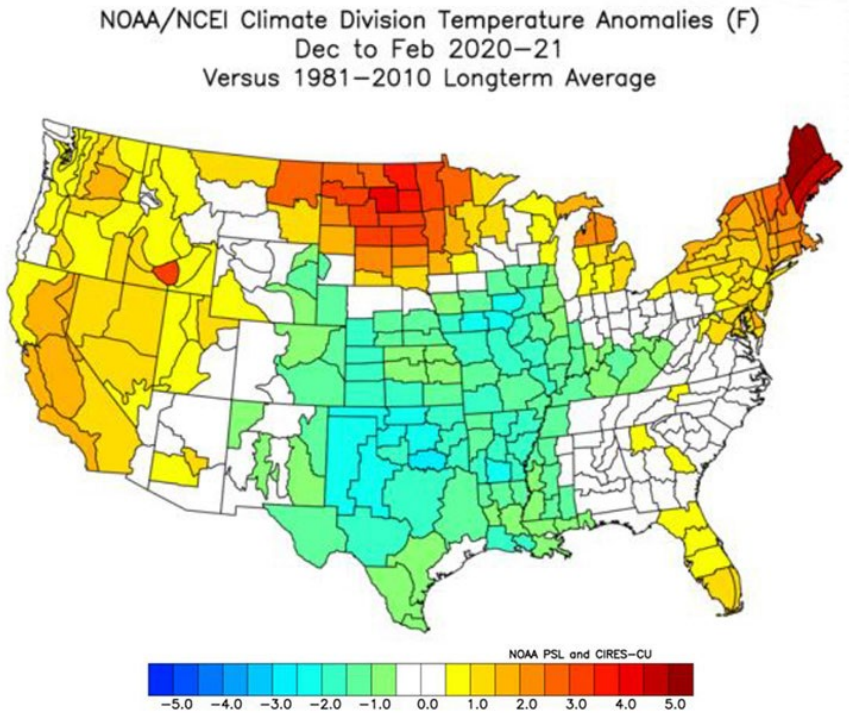 NOAA/NCEI Climate Division Temperature Anomalies (F)
Dec to Feb 2020-21
Versus 1981-2010 Longterm Average
NOAA PSL and CIRES-CU
-5.0 -4.0 -3.0 -2.0 -1.0 0.0 1.0 2.0 3.0 4.0 5.0